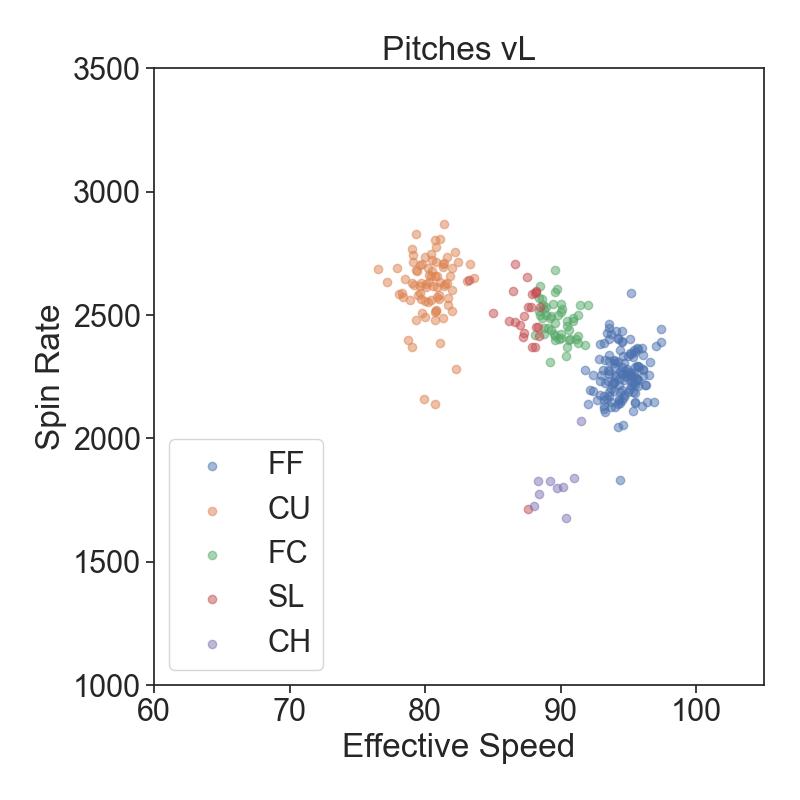 Pitches vL
3500
3000
2500
2000
1500
1000
Spin Rate
FF
CU
FC
SL
CH
60 70 80 90 100
Effective Speed